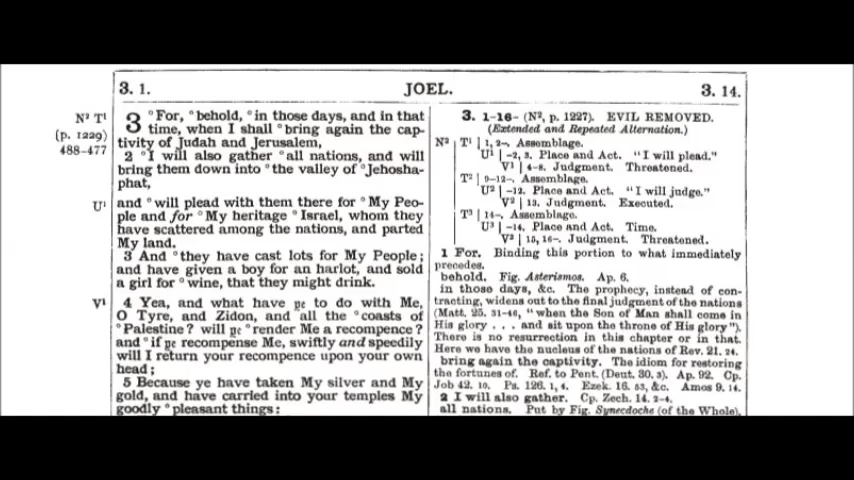 3. 1. JOEL. 3. 14.
N² T¹
(p. 1229)
488-477
3 °For, °behold, °in those days, and in that
time, when I shall °bring again the cap-
tivity of Judah and Jerusalem,
2 °I will also gather °all nations, and will
bring them down into °the valley of °Jehosha-
phat,
U¹
and °will plead with them there for °My Peo-
ple and for °My heritage °Israel, whom they
have scattered among the nations, and parted
My land.
3 And °they have cast lots for My People;
and have given a boy for an harlot, and sold
a girl for °wine, that they might drink.
V¹
4 Yea, and what have ye to do with Me,
O Tyre, and Zidon, and all the °coasts of
°Palestine? will ye °render Me a recompence?
and °if ye recompense Me, swiftly and speedily
will I return your recompence upon your own
head;
5 Because ye have taken My silver and My
gold, and have carried into your temples My
goodly °pleasant things:
3. 1-16- (N², p. 1227). EVIL REMOVED.
(Extended and Repeated Alternation.)
N² T¹ | 1, 2-. Assemblage.
U¹ | -2, 3. Place and Act. "I will plead."
V¹ | 4-8. Judgment. Threatened.
T² | 9-12-. Assemblage.
U² | -12. Place and Act. "I will judge."
V² | 13. Judgment. Executed.
T³ | 14-. Assemblage.
U³ | -14. Place and Act. Time.
V³ | 15, 16-. Judgment. Threatened.
1 For. Binding this portion to what immediately
precedes.
behold. Fig. Asterismos. Ap. 6.
in those days, &c. The prophecy, instead of con-
tracting, widens out to the final judgment of the nations
(Matt. 25. 31-46, "when the Son of Man shall come in
His glory . . . and sit upon the throne of His glory").
There is no resurrection in this chapter or in that.
Here we have the nucleus of the nations of Rev. 21. 24.
bring again the captivity. The idiom for restoring
the fortunes of. Ref. to Pent. (Deut. 30. 3). Ap. 92. Cp.
Job 42. 10. Ps. 126. 1, 4. Ezek. 16. 53, &c. Amos 9. 14.
2 I will also gather. Cp. Zech. 14. 2-4.
all nations. Put by Fig. Synecdoche (of the Whole),